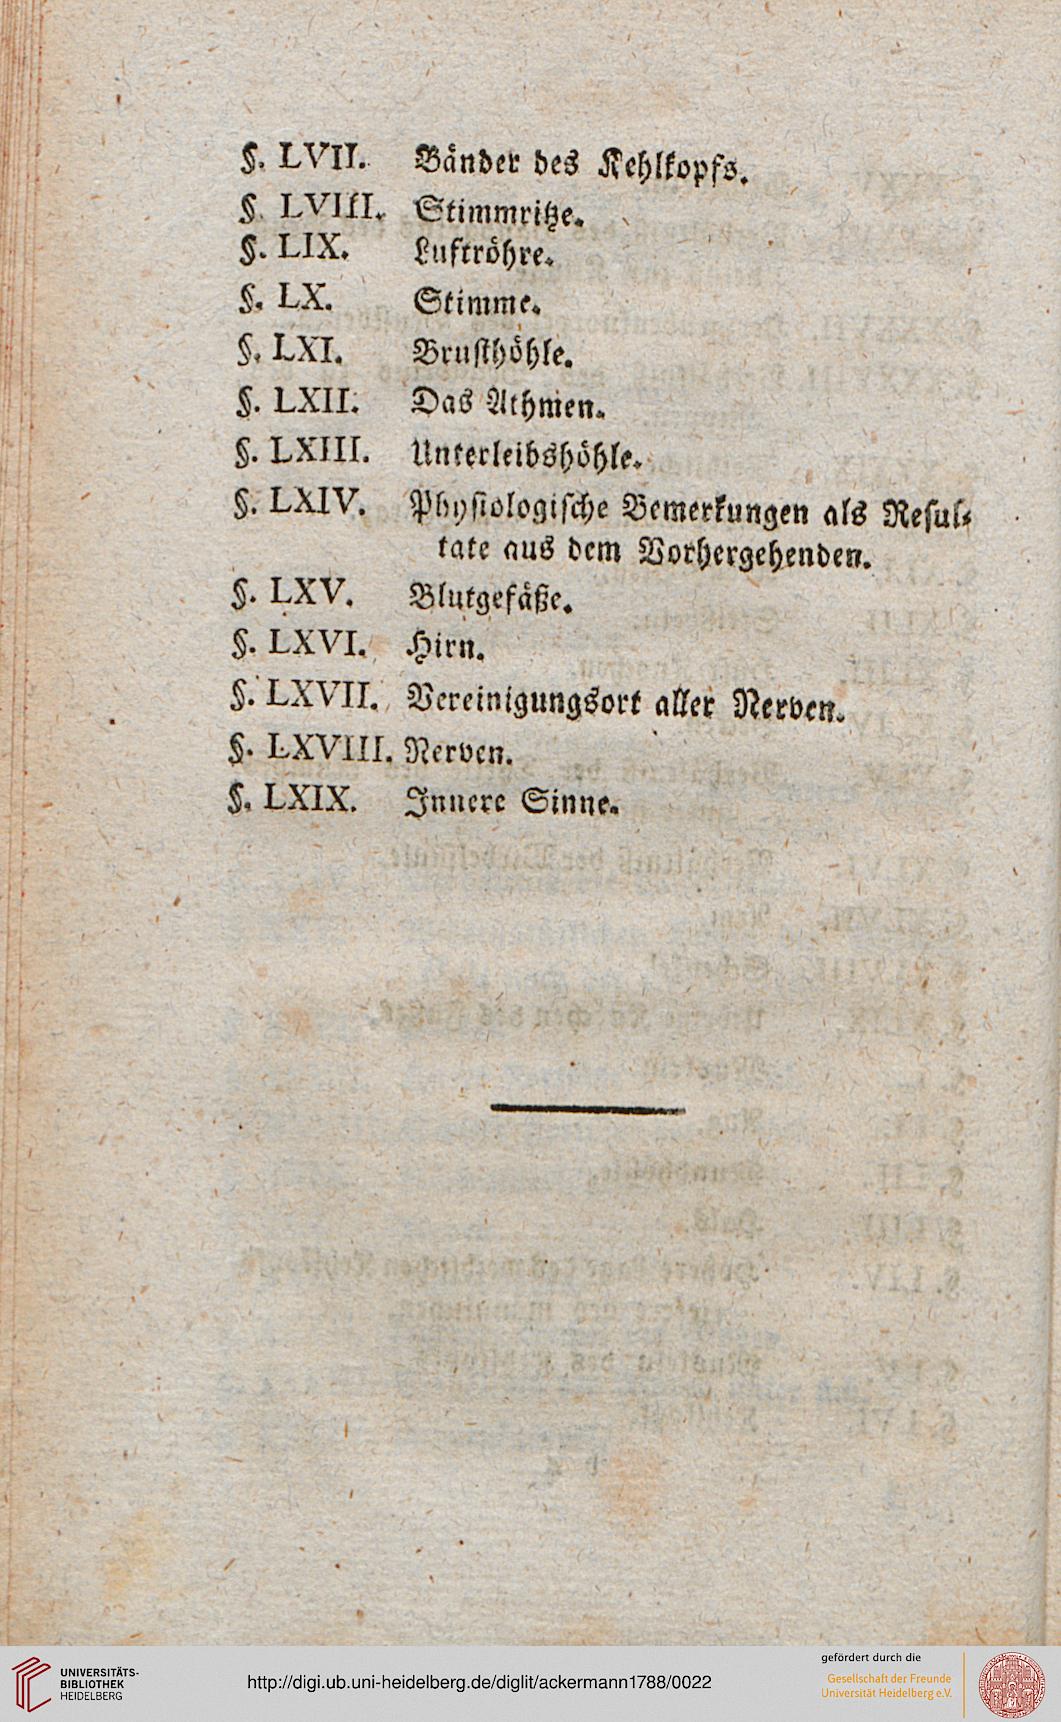 §. LVII. Bänder des Kehlkopfs.
§. LVIII. Stimmritze.
§. LIX. Luftröhre.
§. LX. Stimme.
§. LXI. Brusthöhle.
§. LXII. Das Athmen.
§. LXIII. Unterleibshöhle.
§. LXIV. Physiologische Bemerkungen als Resul-
tate aus dem Vorhergehenden.
§. LXV. Blutgefäße.
§. LXVI. Hirn.
§. LXVII. Vereinigungsort aller Nerven.
§. LXVIII. Nerven.
§. LXIX. Innere Sinne.
UNIVERSITÄTS-
BIBLIOTHEK
HEIDELBERG
http://digi.ub.uni-heidelberg.de/diglit/ackermann1788/0022
gefördert durch die
Gesellschaft der Freunde
Universität Heidelberg e.V.